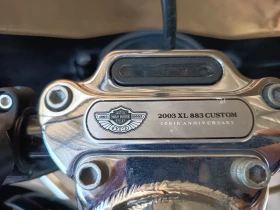 2003 XL 883 CUSTOM
100TH ANNIVERSARY